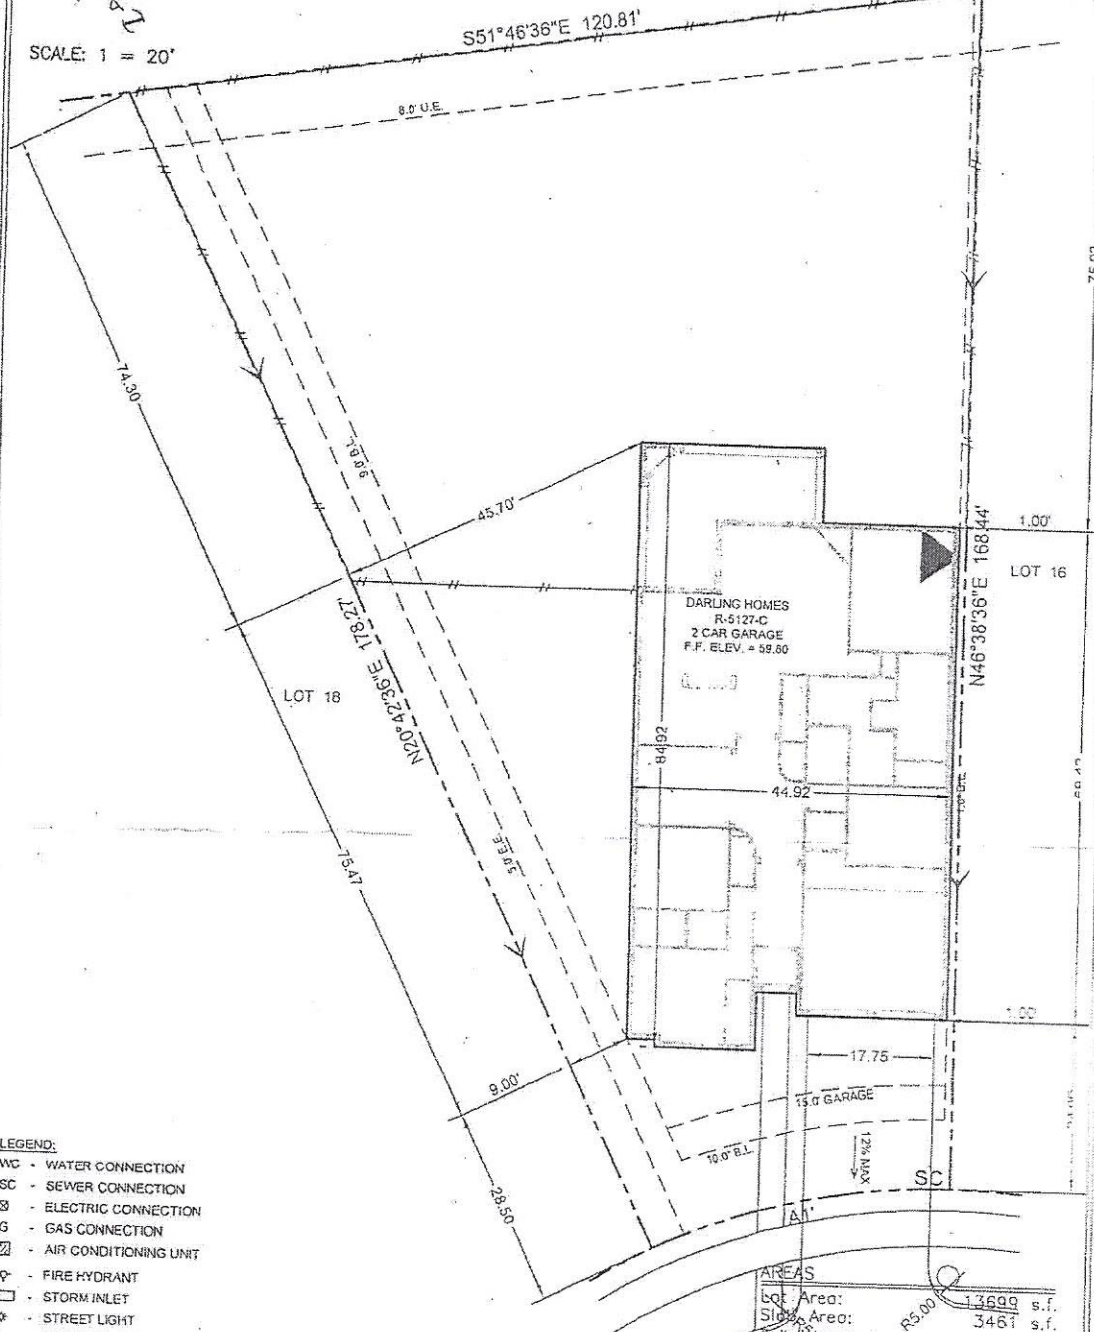 SCALE: 1 = 20'
S51°46'36"E 120.81'
8.0' U.E.
74.30
9.0' B.L.
45.70'
N46°38'36"E 168.44'
1.00'
LOT 16
DARLING HOMES
R-5127-C
2 CAR GARAGE
F.F. ELEV. = 59.80
LOT 18
N20°42'36"E 178.27'
84.92
44.92
75.47
5.0' E.E.
1.00'
9.00'
17.75
15.0' GARAGE
10.0' B.L.
12% MAX
28.50
SC
A1'
LEGEND:
WC - WATER CONNECTION
SC - SEWER CONNECTION
- ELECTRIC CONNECTION
G - GAS CONNECTION
- AIR CONDITIONING UNIT
- FIRE HYDRANT
- STORM INLET
- STREET LIGHT
AREAS
Lot Area: 13699 s.f.
Slab Area: 3461 s.f.
R5.00'